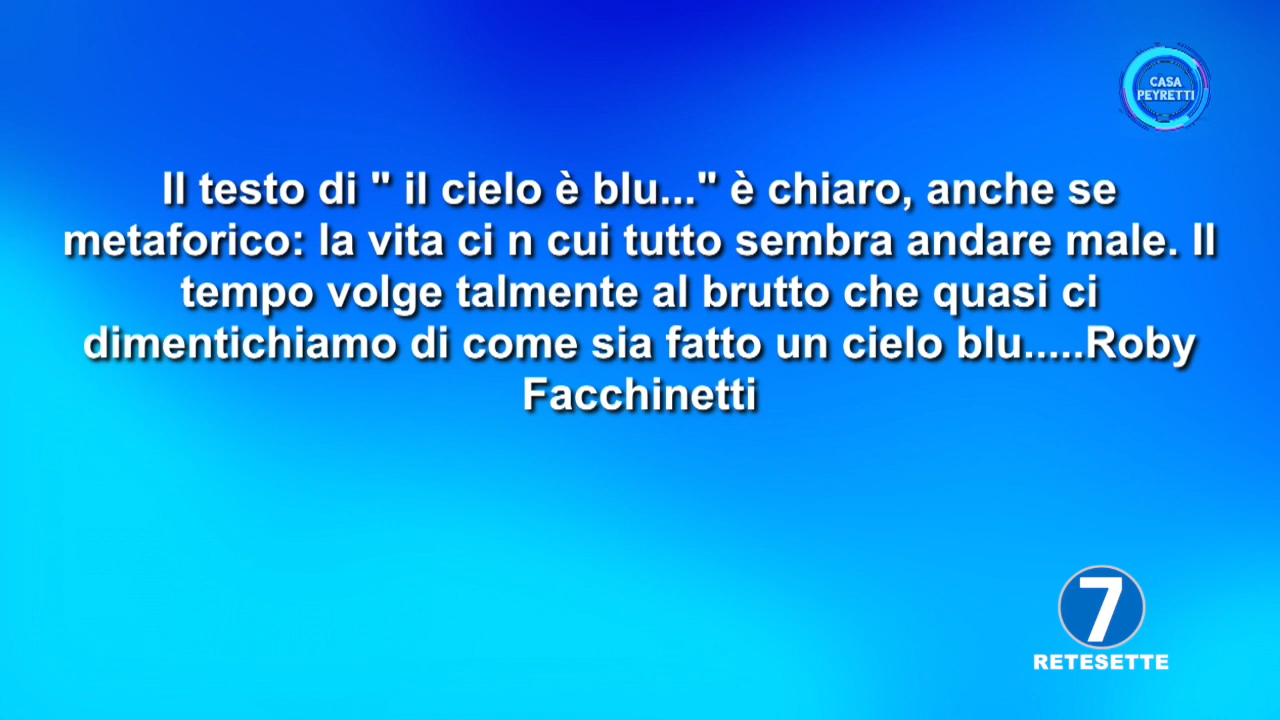 CASA
PEYRETTI
Il testo di " il cielo è blu..." è chiaro, anche se
metaforico: la vita ci n cui tutto sembra andare male. Il
tempo volge talmente al brutto che quasi ci
dimentichiamo di come sia fatto un cielo blu.....Roby
Facchinetti
7
RETESETTE